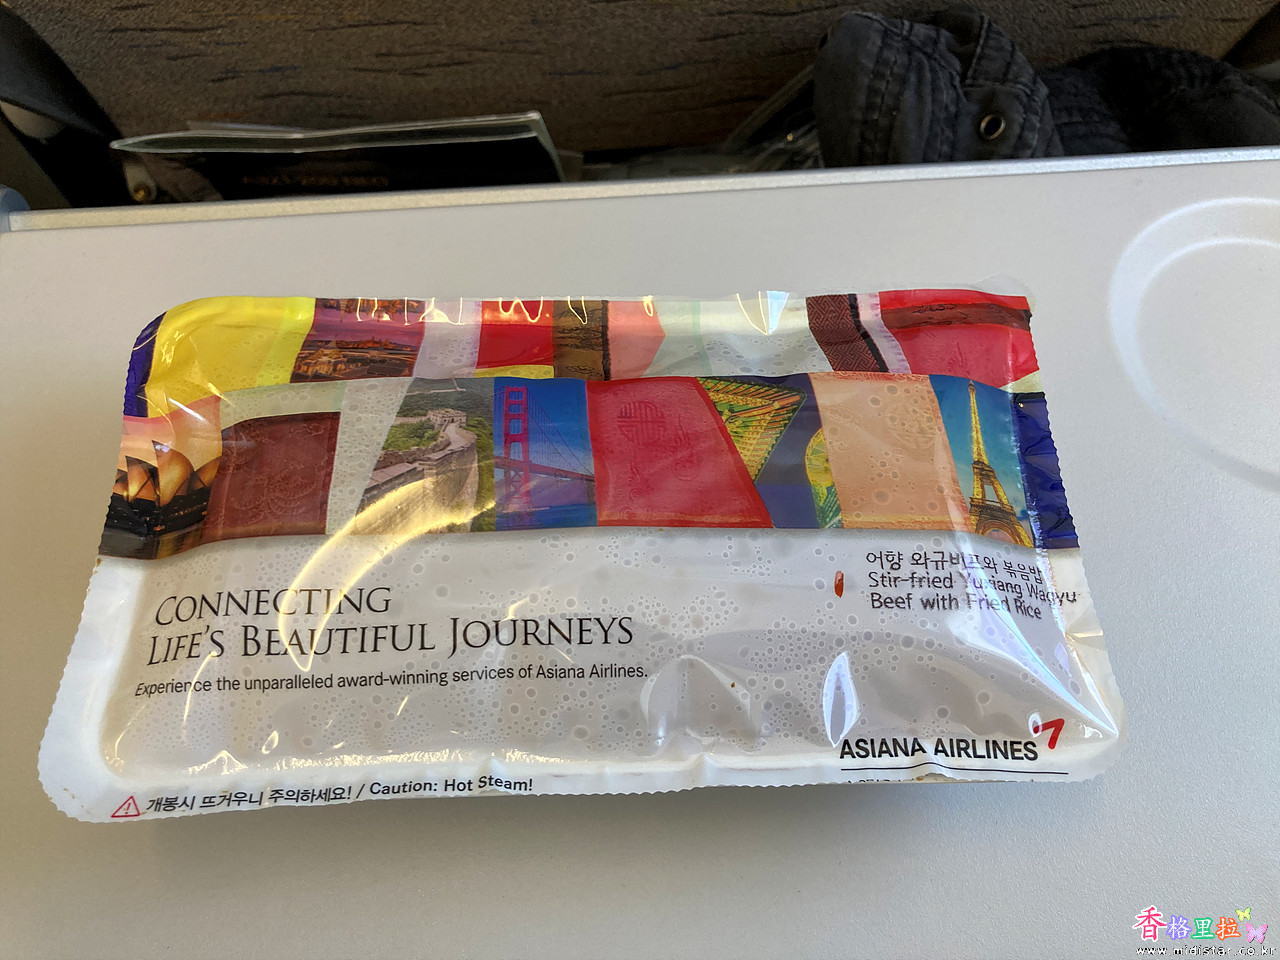 어향 와규비프와 볶음밥
Stir-fried Yuxiang Wagyu
Beef with Fried Rice
CONNECTING
LIFE'S BEAUTIFUL JOURNEYS
Experience the unparalleled award-winning services of Asiana Airlines.
ASIANA AIRLINES
개봉시 뜨거우니 주의하세요! / Caution: Hot Steam!
香格里拉
www.midistar.co.kr